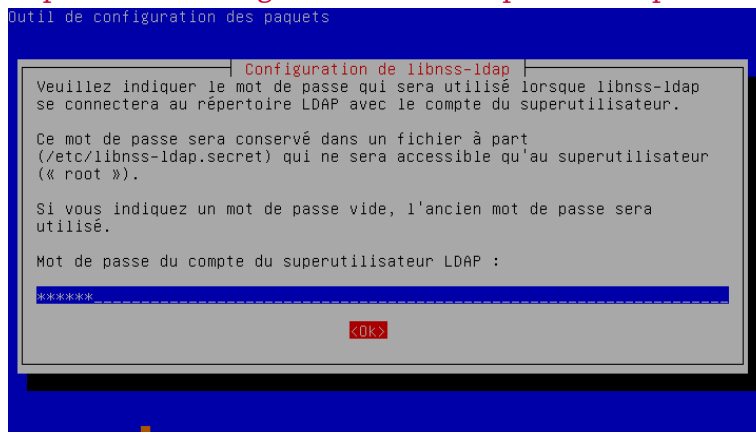 Outil de configuration des paquets
Configuration de libnss-ldap
Veuillez indiquer le mot de passe qui sera utilisé lorsque libnss-ldap
se connectera au répertoire LDAP avec le compte du superutilisateur.
Ce mot de passe sera conservé dans un fichier à part
(/etc/libnss-ldap.secret) qui ne sera accessible qu'au superutilisateur
(« root »).
Si vous indiquez un mot de passe vide, l'ancien mot de passe sera
utilisé.
Mot de passe du compte du superutilisateur LDAP :
******
<Ok>